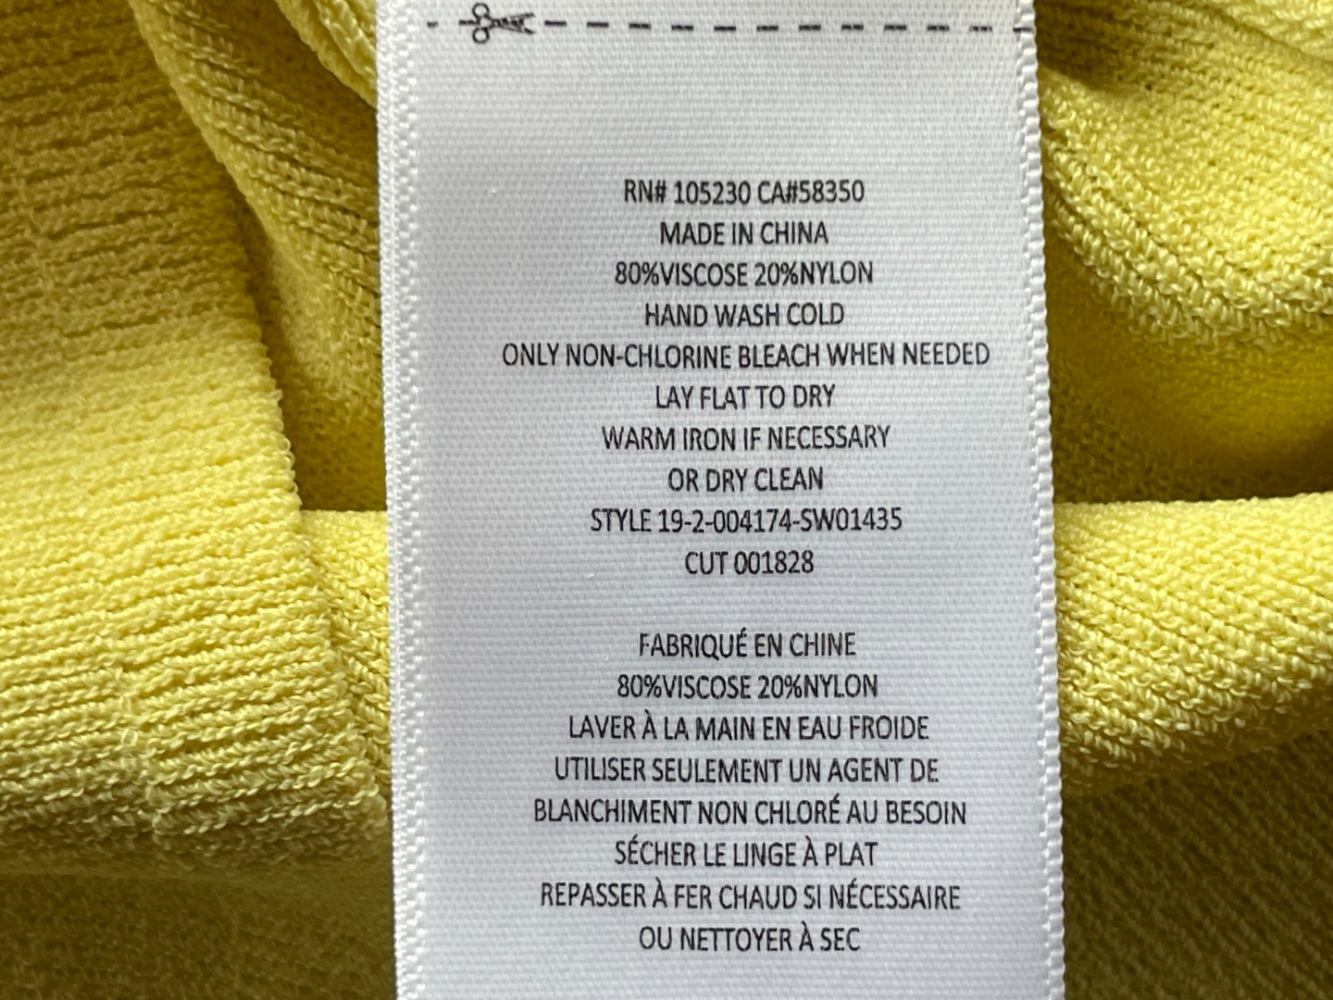 RN# 105230 CA#58350
MADE IN CHINA
80%VISCOSE 20%NYLON
HAND WASH COLD
ONLY NON-CHLORINE BLEACH WHEN NEEDED
LAY FLAT TO DRY
WARM IRON IF NECESSARY
OR DRY CLEAN
STYLE 19-2-004174-SW01435
CUT 001828
FABRIQUÉ EN CHINE
80%VISCOSE 20%NYLON
LAVER À LA MAIN EN EAU FROIDE
UTILISER SEULEMENT UN AGENT DE
BLANCHIMENT NON CHLORÉ AU BESOIN
SÉCHER LE LINGE À PLAT
REPASSER À FER CHAUD SI NÉCESSAIRE
OU NETTOYER À SEC